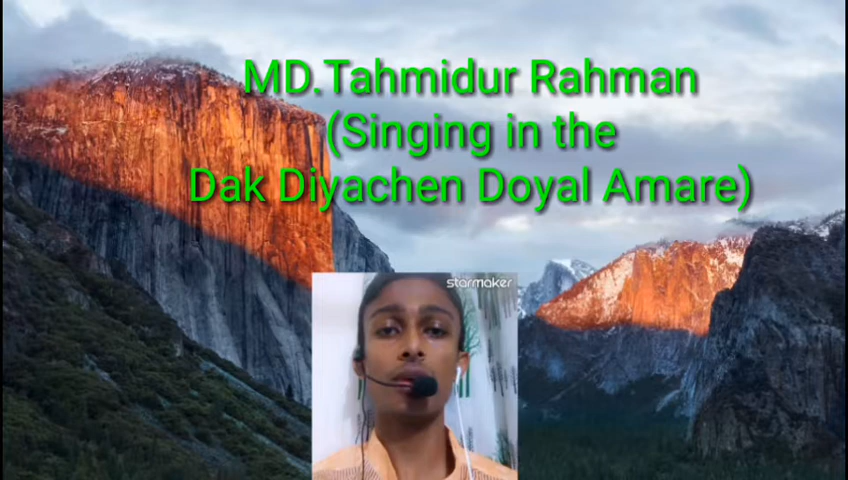 MD.Tahmidur Rahman
(Singing in the
Dak Diyachen Doyal Amare)
starmaker